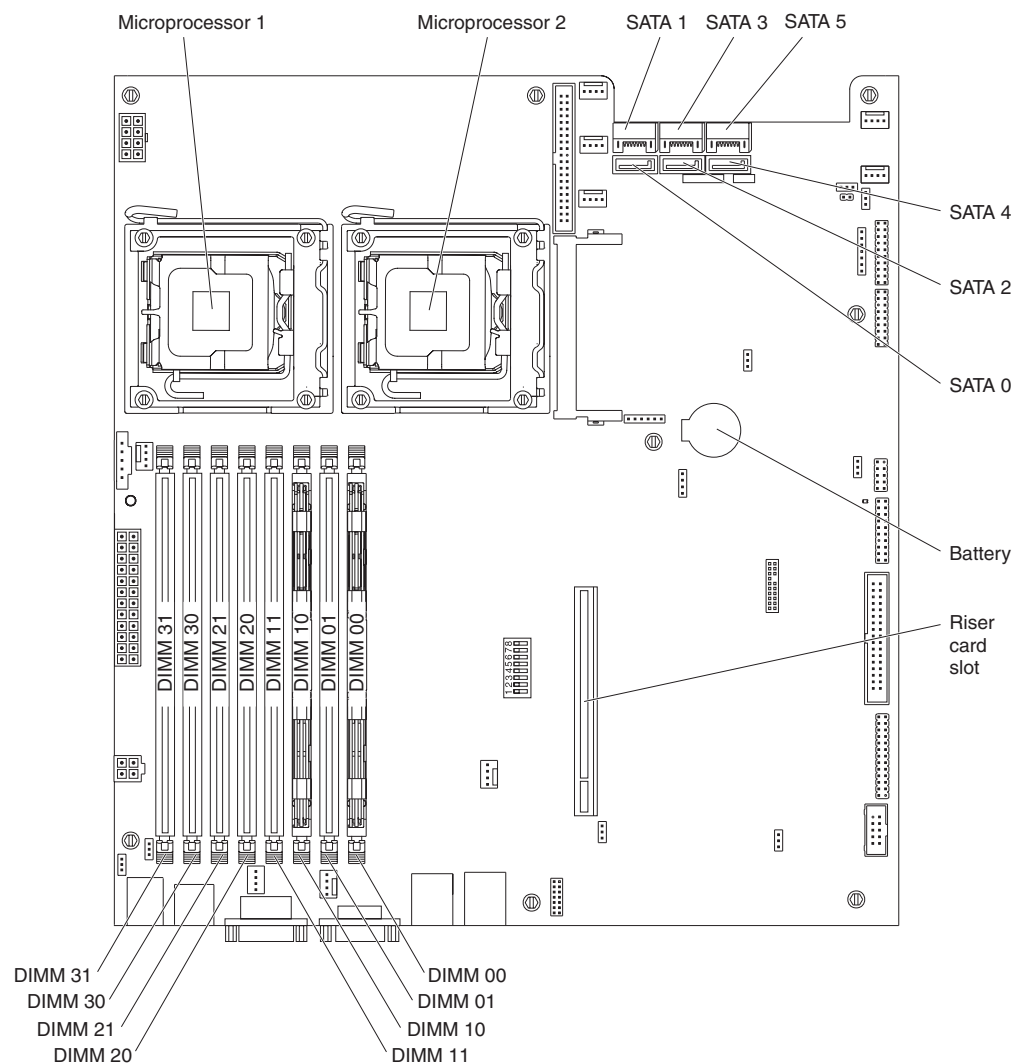 Microprocessor 1
Microprocessor 2
SATA 1
SATA 3
SATA 5
SATA 4
SATA 2
SATA 0
Battery
Riser
card
slot
DIMM 31
DIMM 30
DIMM 21
DIMM 20
DIMM 11
DIMM 10
DIMM 01
DIMM 00
12345678
DIMM 31
DIMM 30
DIMM 21
DIMM 20
DIMM 00
DIMM 01
DIMM 10
DIMM 11